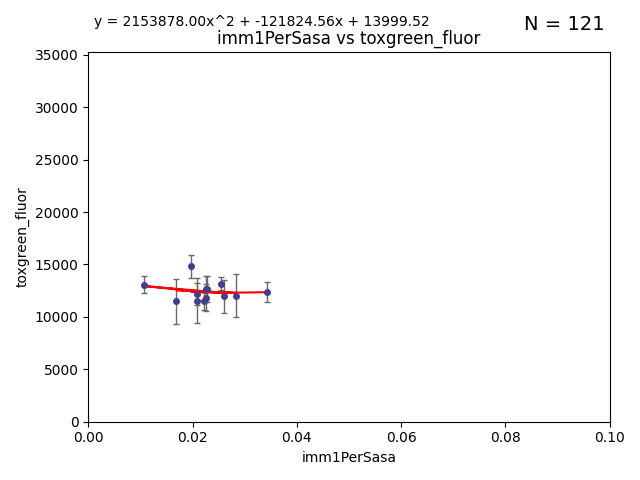 y = 2153878.00x^2 + -121824.56x + 13999.52
N = 121
imm1PerSasa vs toxgreen_fluor
35000
30000
25000
20000
15000
10000
5000
0
toxgreen_fluor
0.00 0.02 0.04 0.06 0.08 0.10
imm1PerSasa